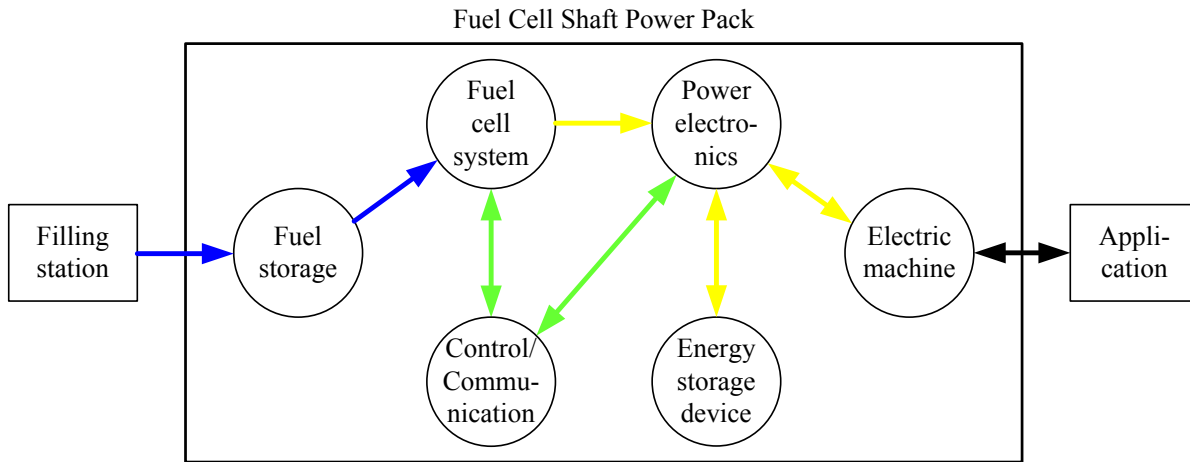 Fuel Cell Shaft Power Pack
Fuel
cell
system
Power
electro-
nics
Filling
station
Fuel
storage
Electric
machine
Appli-
cation
Control/
Commu-
nication
Energy
storage
device